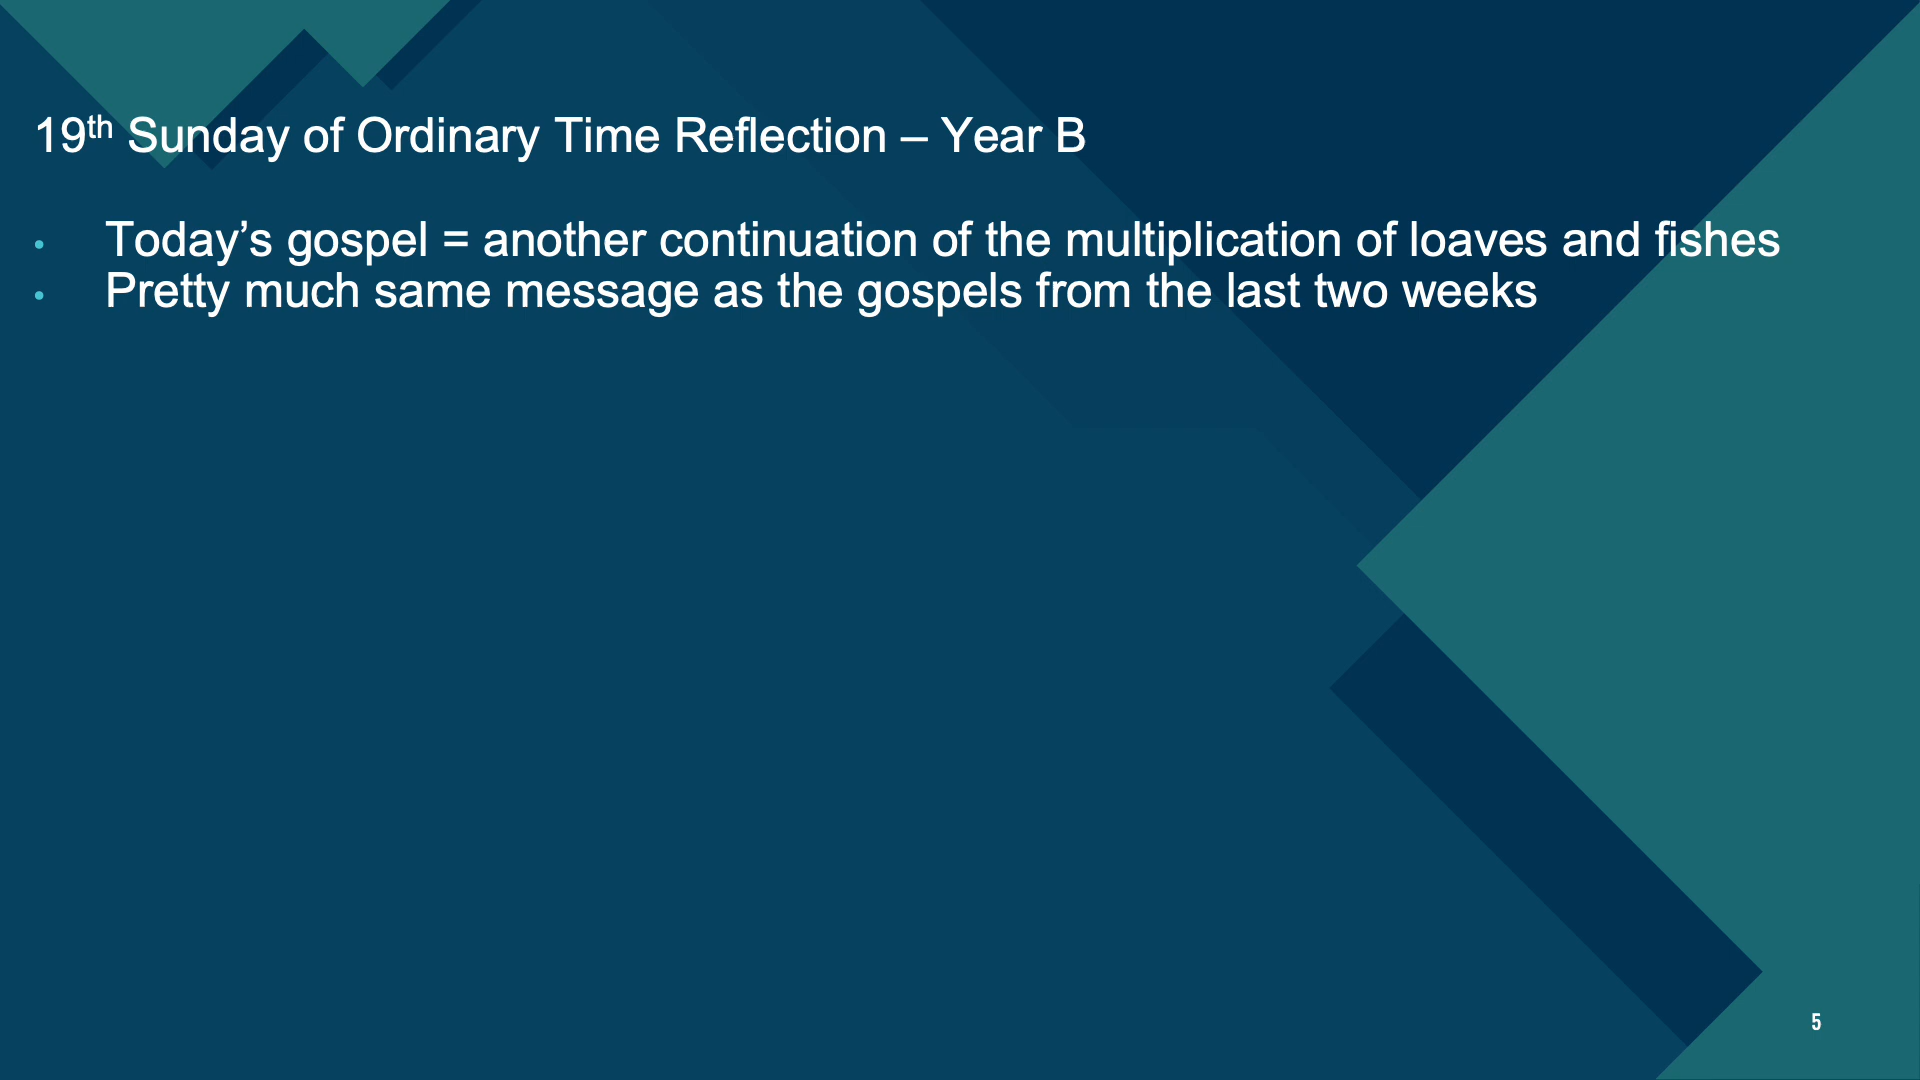 19th Sunday of Ordinary Time Reflection – Year B
• Today’s gospel = another continuation of the multiplication of loaves and fishes
• Pretty much same message as the gospels from the last two weeks
5